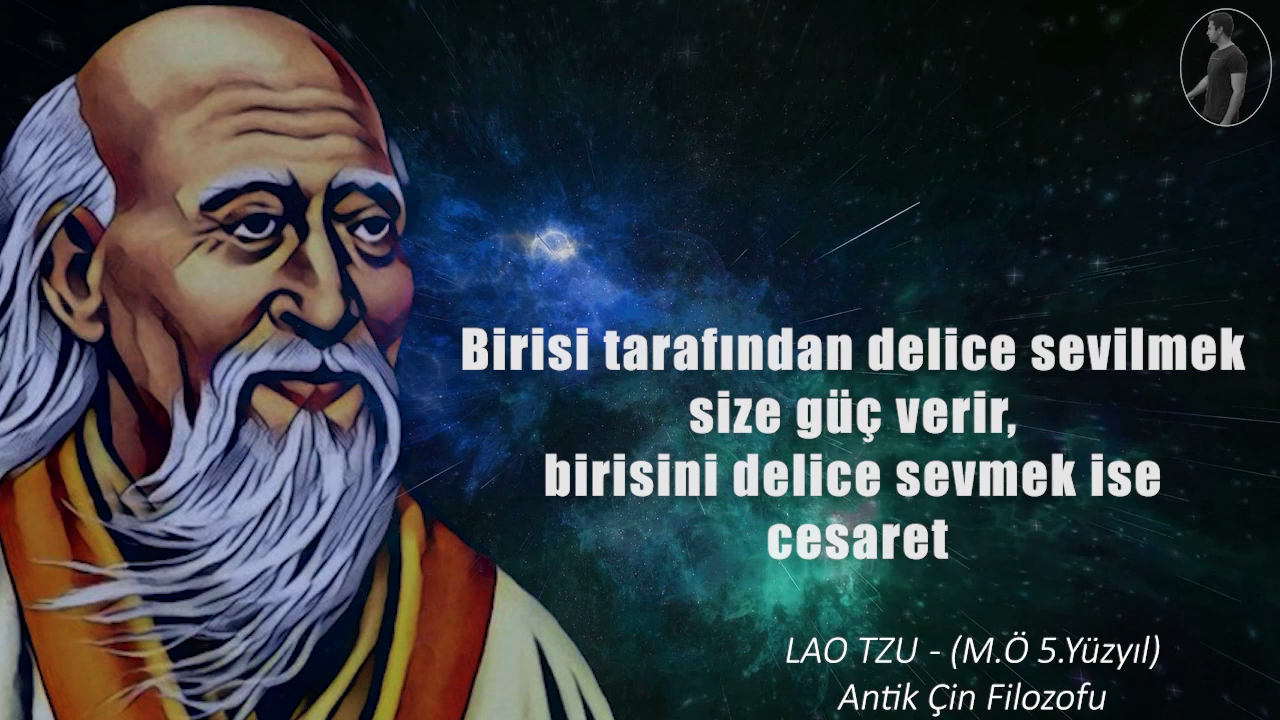 Birisi tarafından delice sevilmek
size güç verir,
birisini delice sevmek ise
cesaret
LAO TZU - (M.Ö 5.Yüzyıl)
Antik Çin Filozofu